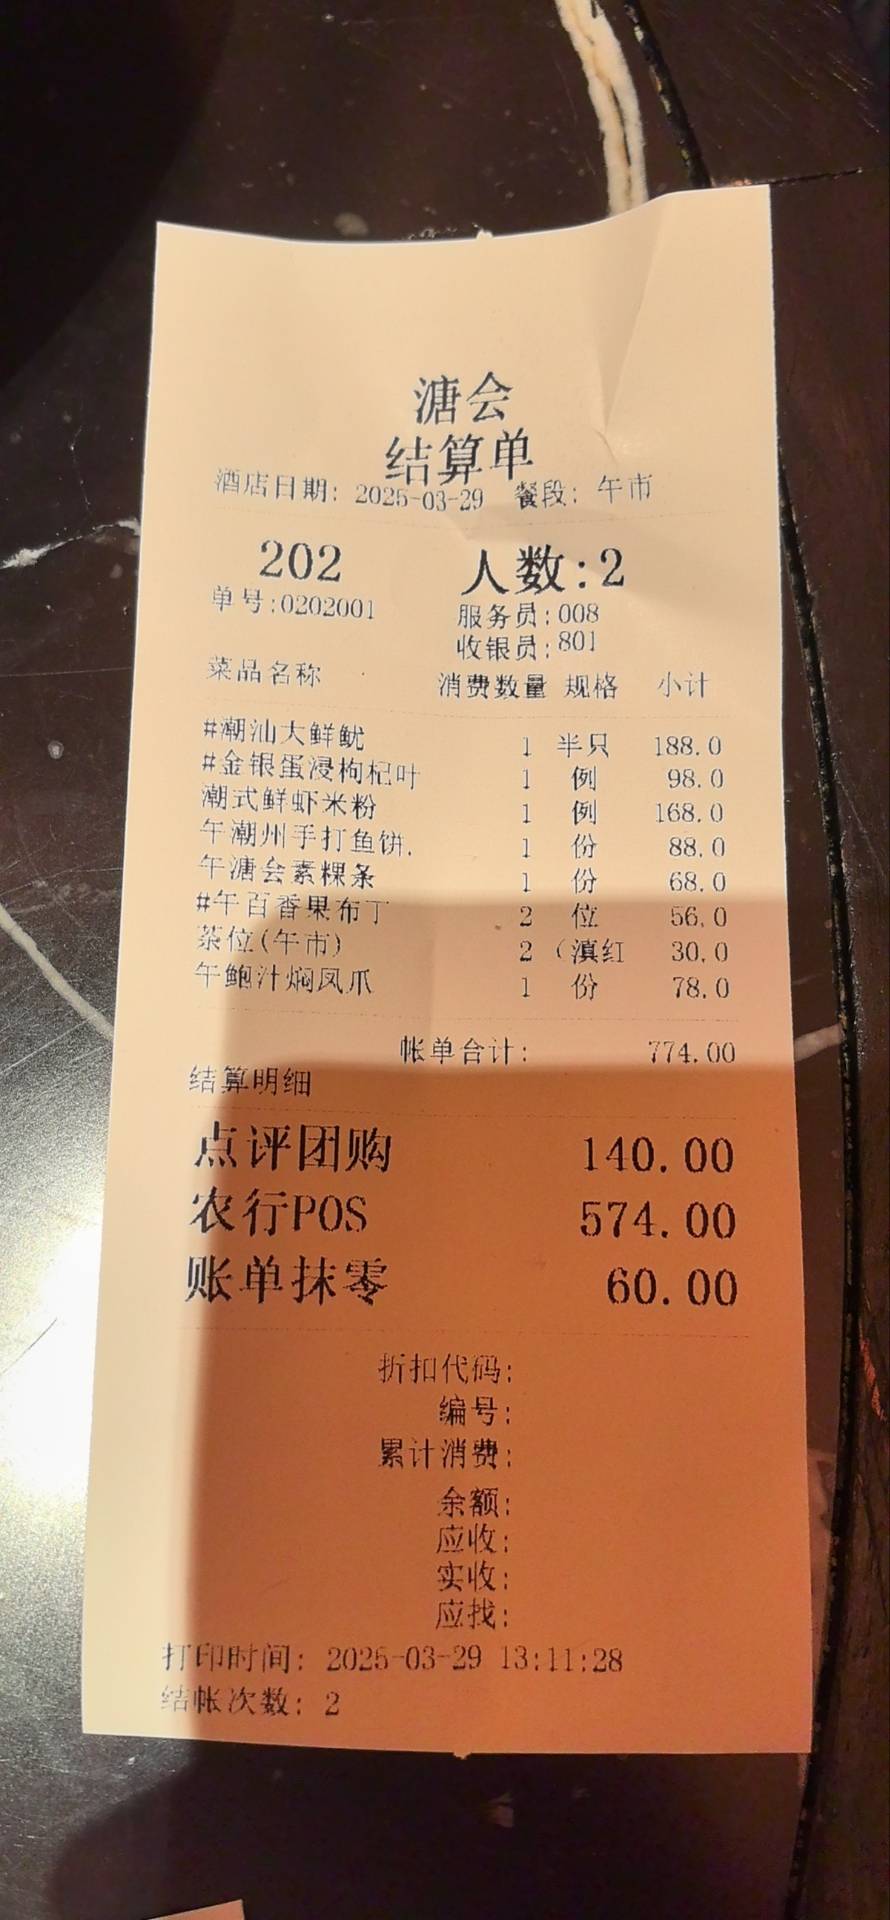 溏会
结算单
酒店日期: 2025-03-29 餐段: 午市
202 人数:2
单号:0202001 服务员:008
收银员:801
菜品名称 消费数量 规格 小计
#潮汕大鲜鱿 1 半只 188.0
#金银蛋浸枸杞叶 1 例 98.0
潮式鲜虾米粉 1 例 168.0
午潮州手打鱼饼. 1 份 88.0
午溏会素粿条 1 份 68.0
#午百香果布丁 2 位 56.0
茶位(午市) 2 (滇红 30.0
午鲍汁焖凤爪 1 份 78.0
帐单合计: 774.00
结算明细
点评团购 140.00
农行POS 574.00
账单抹零 60.00
折扣代码:
编号:
累计消费:
余额:
应收:
实收:
应找:
打印时间: 2025-03-29 13:11:28
结帐次数: 2